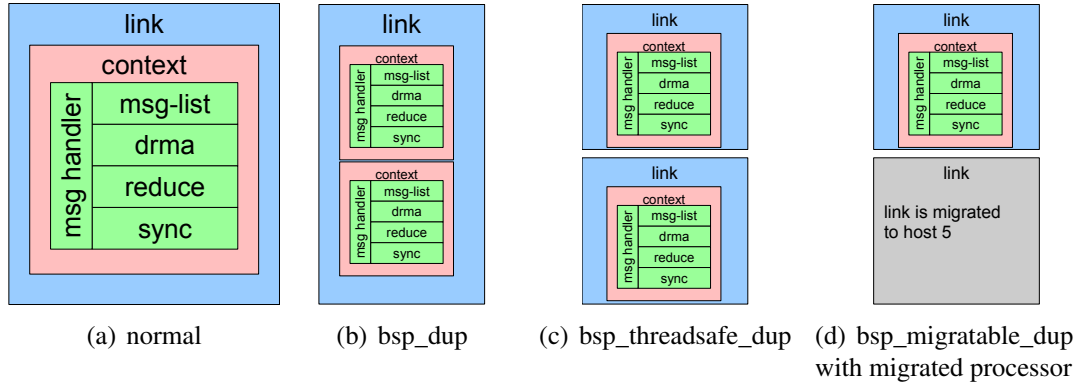 link
context
msg handler
msg-list
drma
reduce
sync
(a) normal
link
context
msg handler
msg-list
drma
reduce
sync
context
msg handler
msg-list
drma
reduce
sync
(b) bsp_dup
link
context
msg handler
msg-list
drma
reduce
sync
link
context
msg handler
msg-list
drma
reduce
sync
(c) bsp_threadsafe_dup
link
context
msg handler
msg-list
drma
reduce
sync
link
link is migrated
to host 5
(d) bsp_migratable_dup
with migrated processor